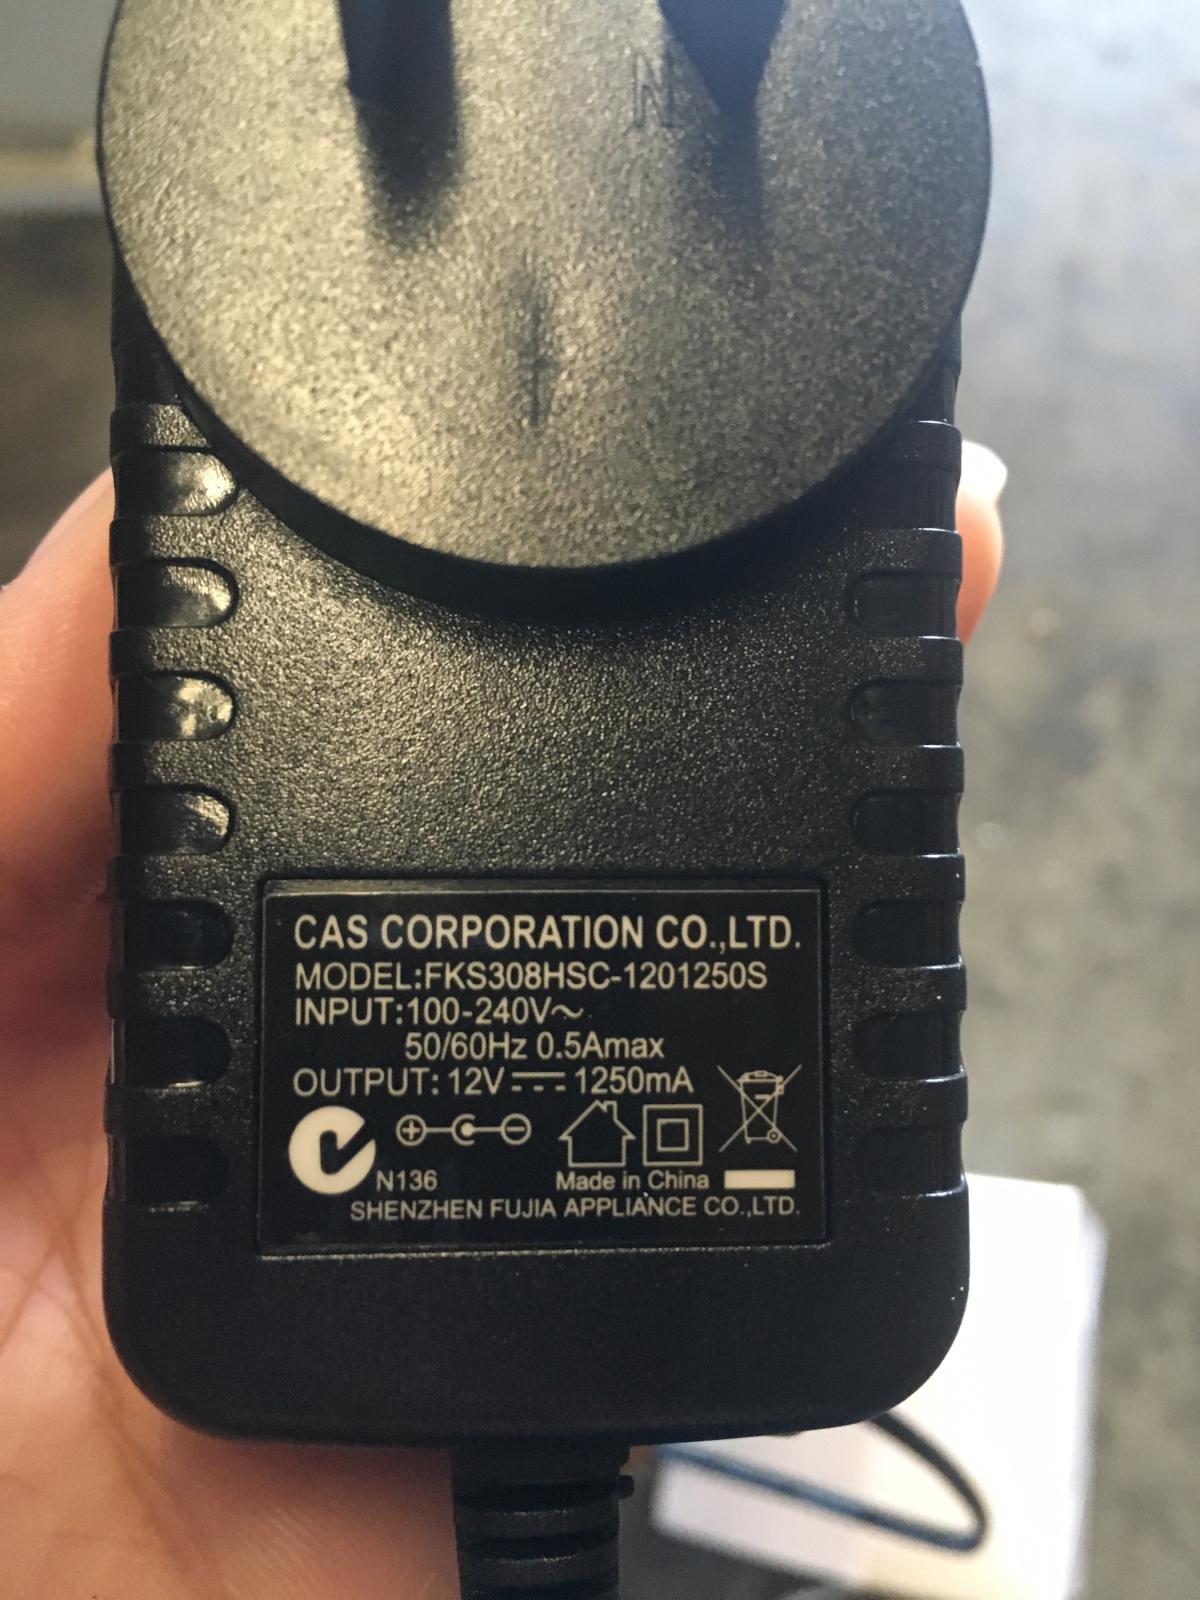 N
CAS CORPORATION CO.,LTD.
MODEL:FKS308HSC-1201250S
INPUT:100-240V~
50/60Hz 0.5Amax
OUTPUT: 12V⎓1250mA
N136
Made in China
SHENZHEN FUJIA APPLIANCE CO.,LTD.